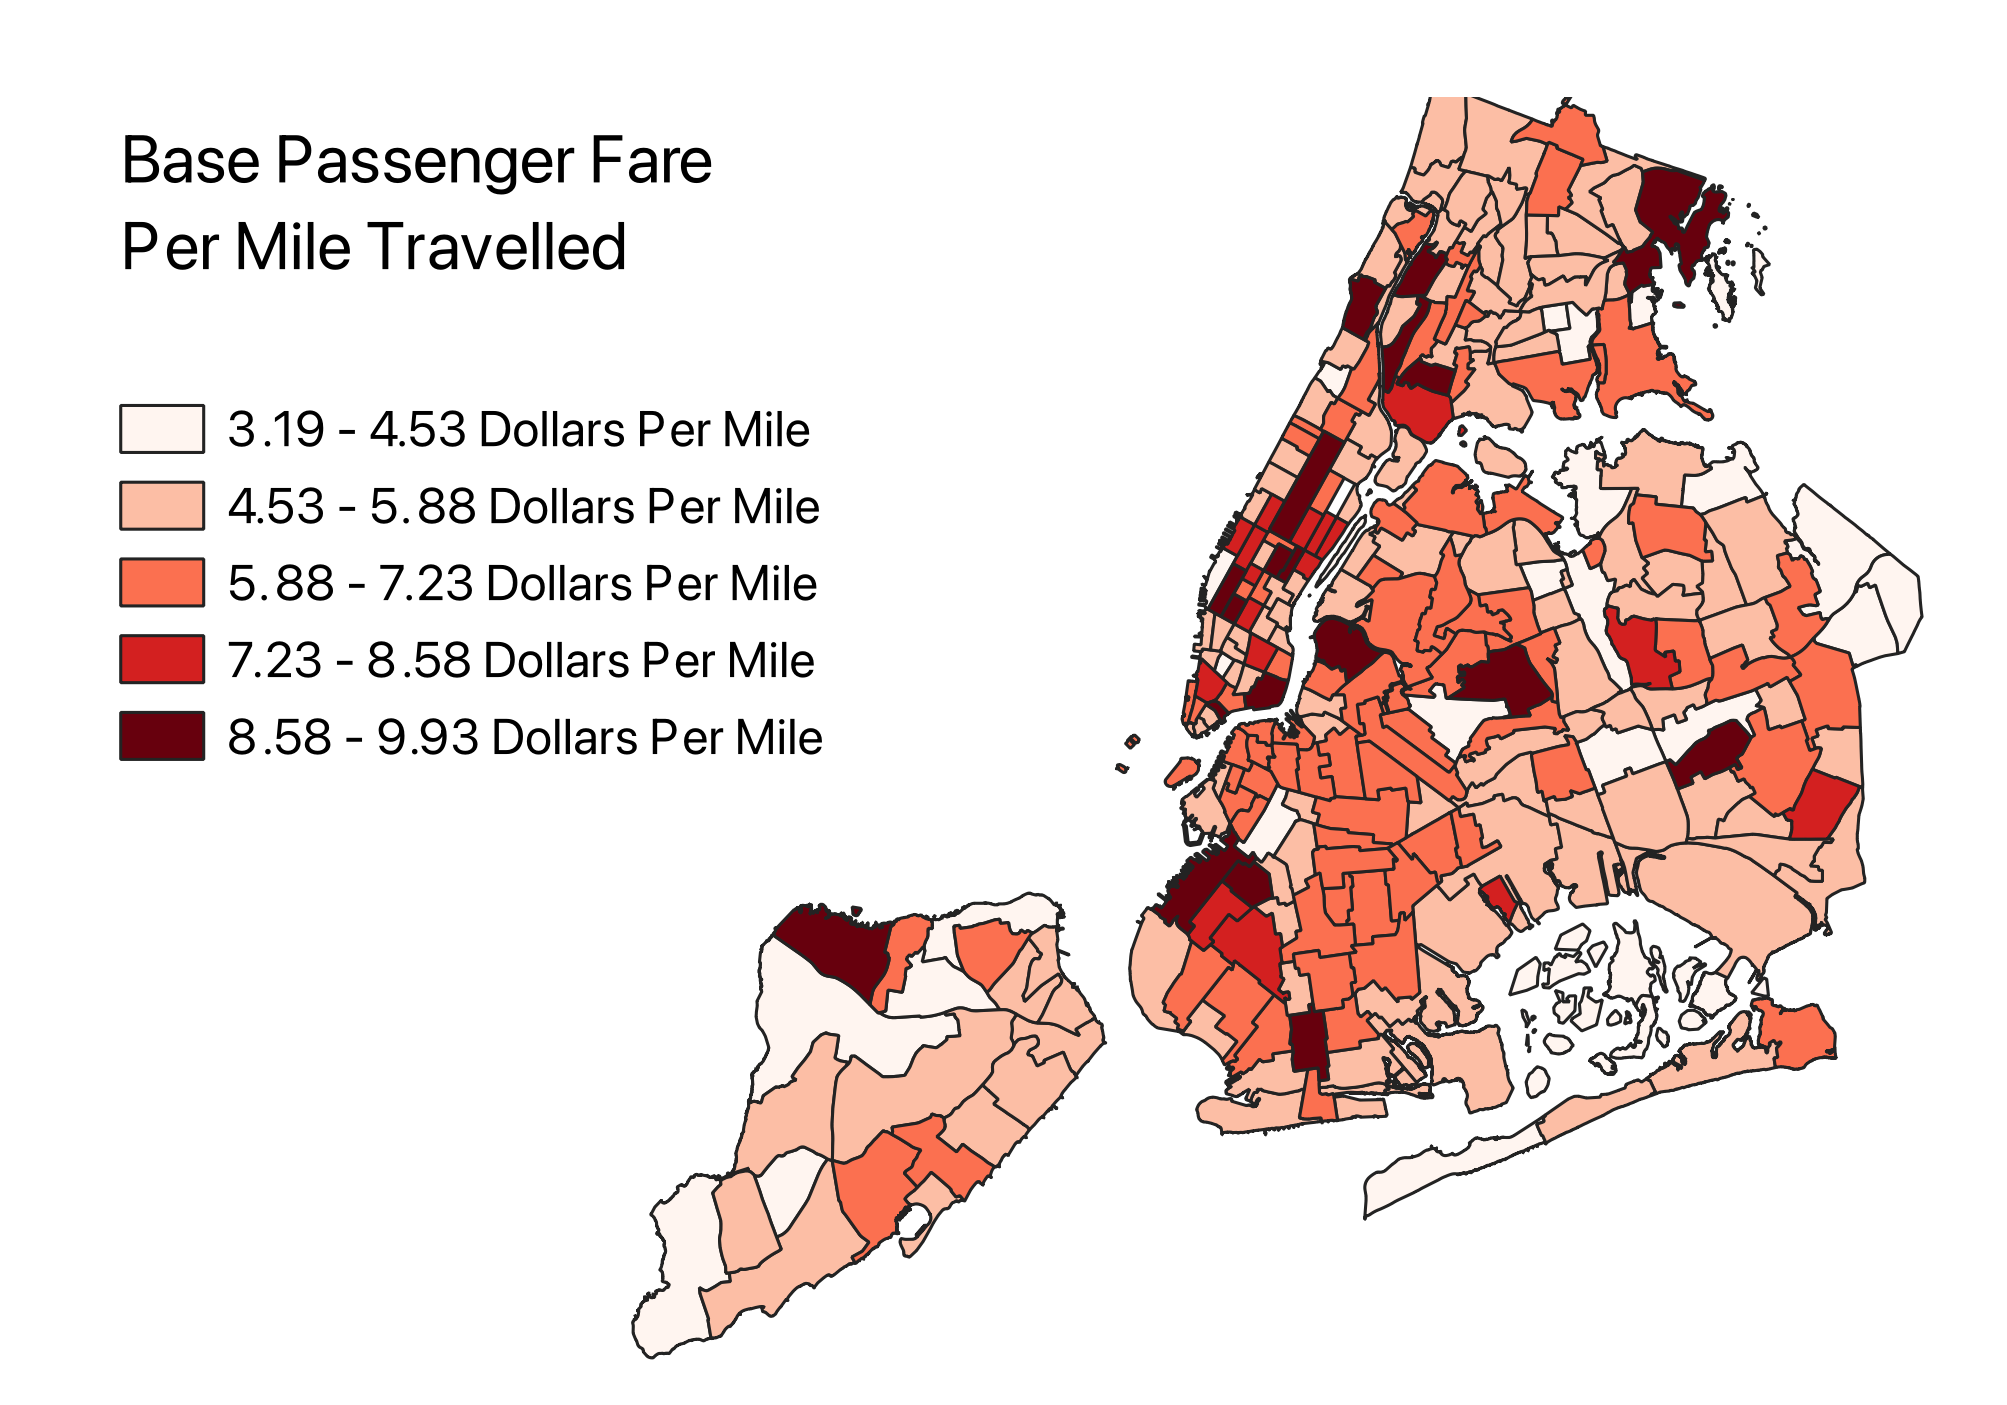 Base Passenger Fare
Per Mile Travelled
3.19 - 4.53 Dollars Per Mile
4.53 - 5.88 Dollars Per Mile
5.88 - 7.23 Dollars Per Mile
7.23 - 8.58 Dollars Per Mile
8.58 - 9.93 Dollars Per Mile